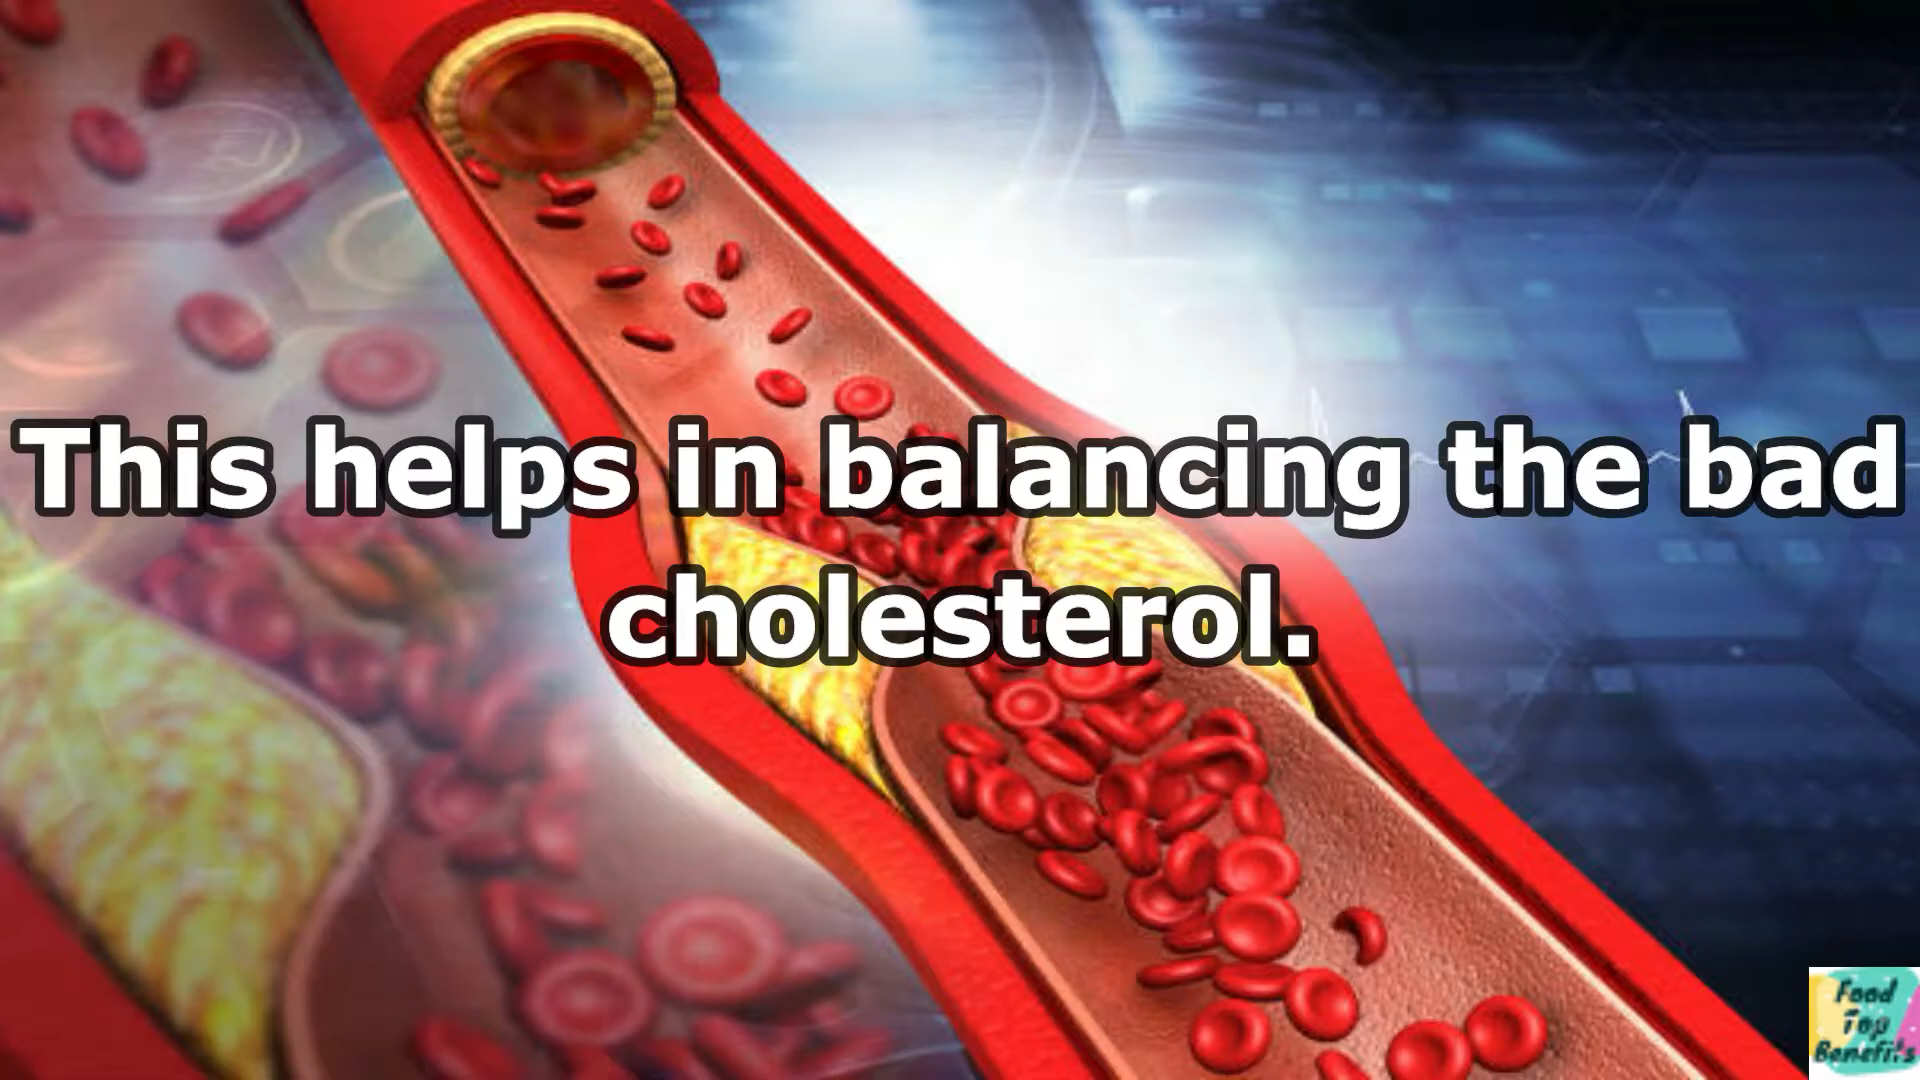 This helps in balancing the bad
cholesterol.
Food
Top
Benefits